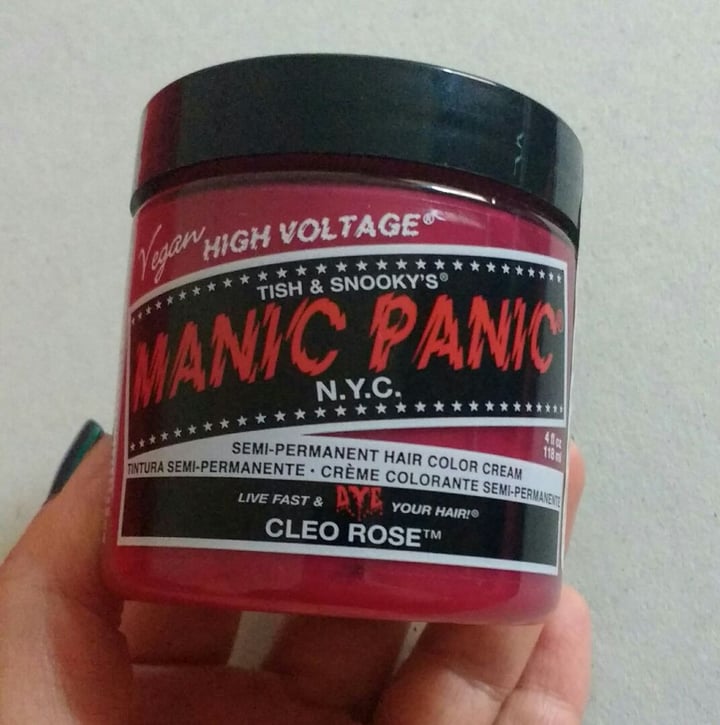 Vegan HIGH VOLTAGE®
TISH & SNOOKY'S®
MANIC PANIC®
N.Y.C.
4 fl oz
118 ml
SEMI-PERMANENT HAIR COLOR CREAM
TINTURA SEMI-PERMANENTE · CRÈME COLORANTE SEMI-PERMANENTE
LIVE FAST & DYE YOUR HAIR!®
CLEO ROSE™